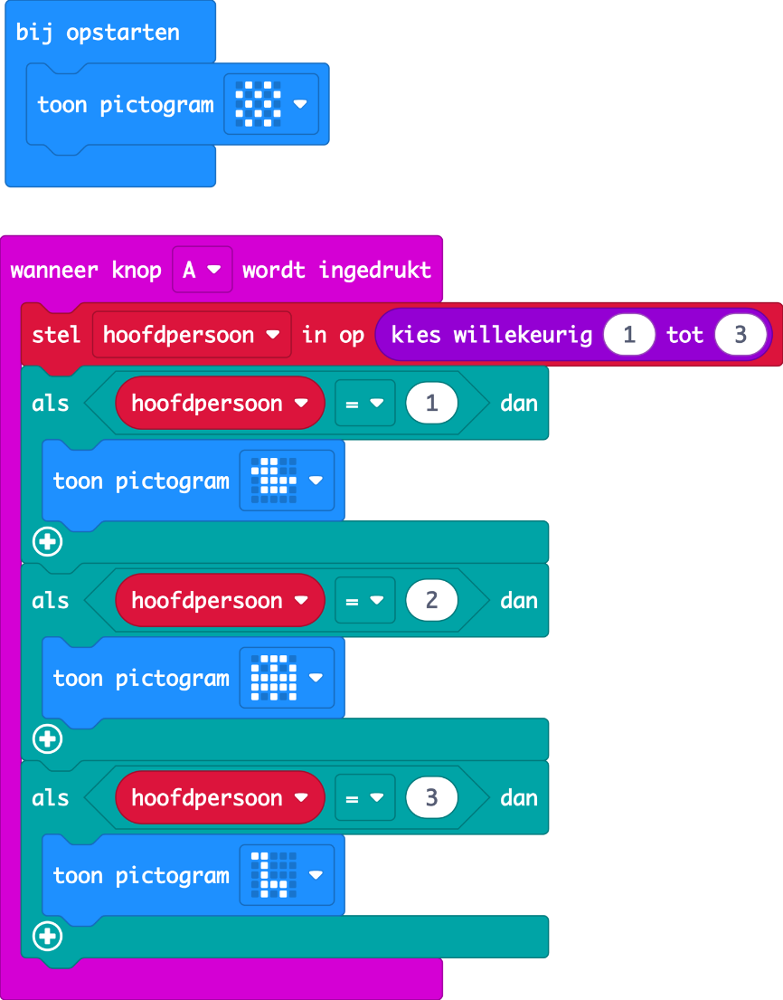 bij opstarten
toon pictogram
wanneer knop A wordt ingedrukt
stel hoofdpersoon in op kies willekeurig 1 tot 3
als hoofdpersoon = 1 dan
toon pictogram
als hoofdpersoon = 2 dan
toon pictogram
als hoofdpersoon = 3 dan
toon pictogram